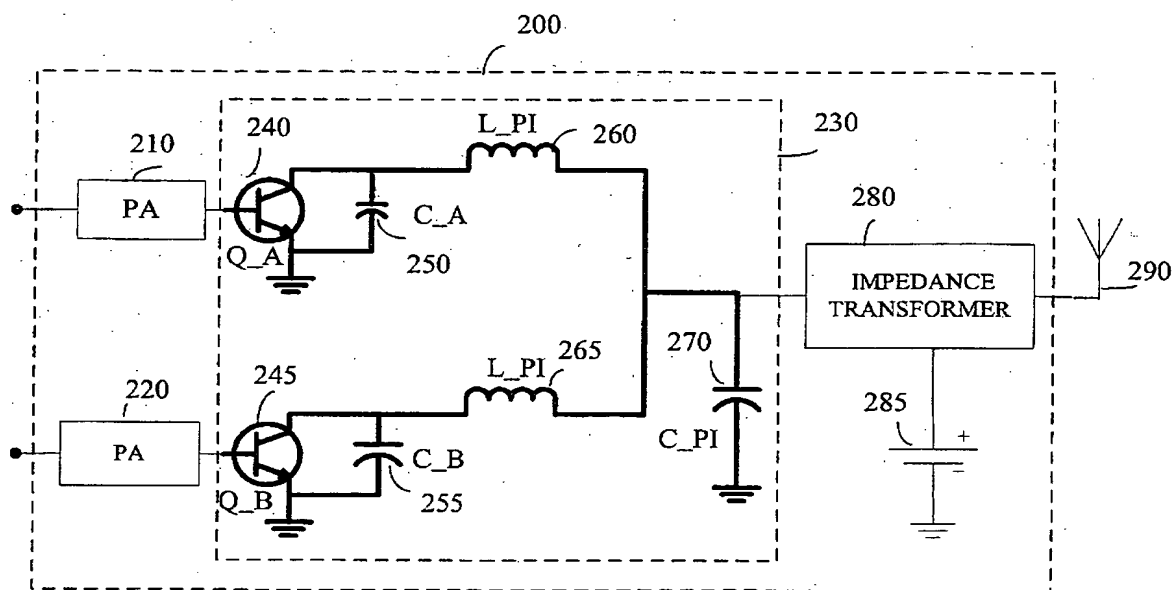 200
L_PI 260
230
240
210
PA
C_A
250
Q_A
280
IMPEDANCE
TRANSFORMER
290
L_PI 265
270
245
220
PA
C_B
255
Q_B
C_PI
285
+
−